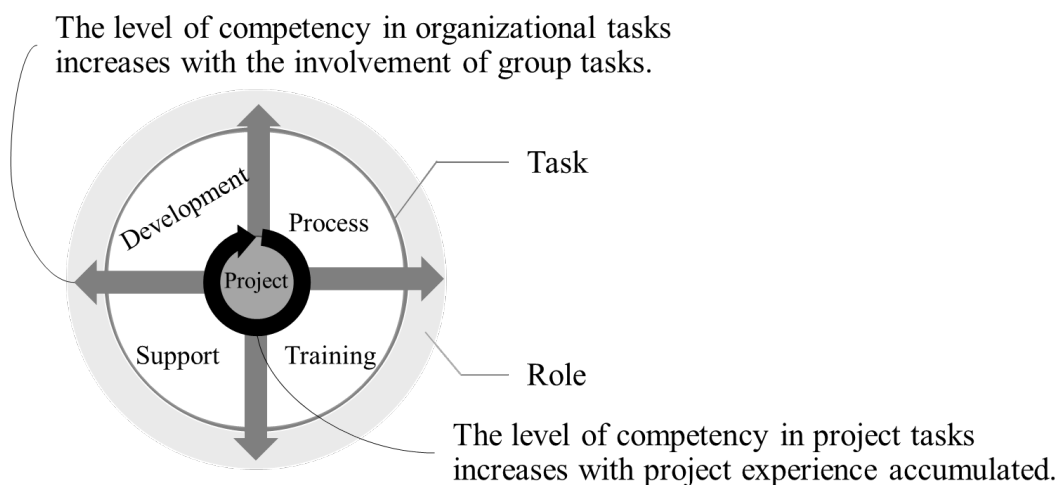 The level of competency in organizational tasks
increases with the involvement of group tasks.
Task
Development
Process
Project
Support
Training
Role
The level of competency in project tasks
increases with project experience accumulated.